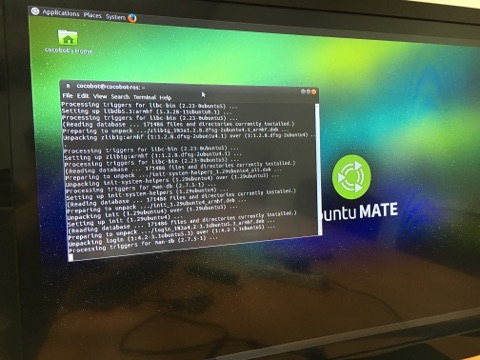 Applications Places System
cocobot's Home
cocobot@cocobot-ros: ~
File Edit View Search Terminal Help
Processing triggers for libc-bin (2.23-0ubuntu5) ...
Setting up libdb5.3:armhf (5.3.28-11ubuntu0.1) ...
Processing triggers for libc-bin (2.23-0ubuntu5) ...
(Reading database ... 171486 files and directories currently installed.)
Preparing to unpack .../zlib1g_1%3a1.2.8.dfsg-2ubuntu4.1_armhf.deb ...
Unpacking zlib1g:armhf (1:1.2.8.dfsg-2ubuntu4.1) over (1:1.2.8.dfsg-2ubuntu4) ...
Processing triggers for libc-bin (2.23-0ubuntu5) ...
Setting up zlib1g:armhf (1:1.2.8.dfsg-2ubuntu4.1) ...
Processing triggers for libc-bin (2.23-0ubuntu5) ...
(Reading database ... 171486 files and directories currently installed.)
Preparing to unpack .../init-system-helpers_1.29ubuntu4_all.deb ...
Unpacking init-system-helpers (1.29ubuntu4) over (1.29ubuntu3) ...
Processing triggers for man-db (2.7.5-1) ...
Setting up init-system-helpers (1.29ubuntu4) ...
(Reading database ... 171486 files and directories currently installed.)
Preparing to unpack .../init_1.29ubuntu4_armhf.deb ...
Unpacking init (1.29ubuntu4) over (1.29ubuntu3) ...
Setting up init (1.29ubuntu4) ...
(Reading database ... 171486 files and directories currently installed.)
Preparing to unpack .../login_1%3a4.2-3.1ubuntu5.3_armhf.deb ...
Unpacking login (1:4.2-3.1ubuntu5.3) over (1:4.2-3.1ubuntu5) ...
Processing triggers for man-db (2.7.5-1) ...
buntu MATE